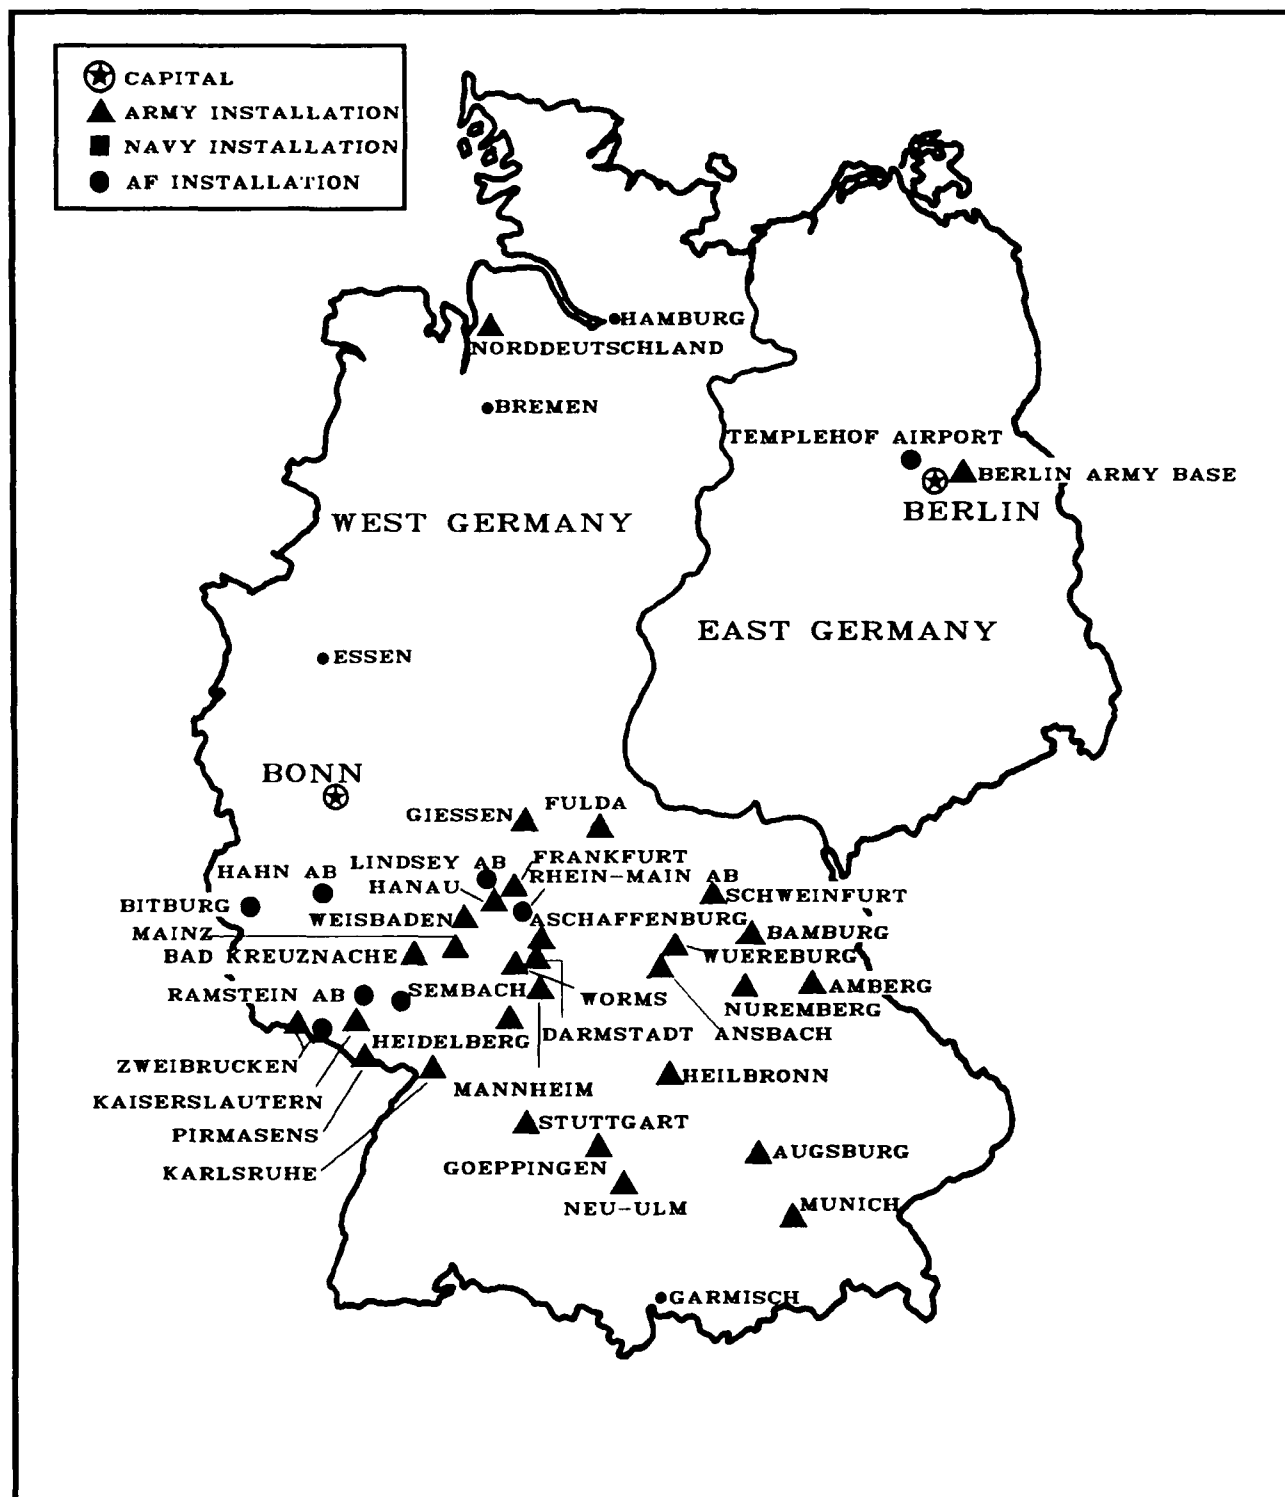 CAPITAL
ARMY INSTALLATION
NAVY INSTALLATION
AF INSTALLATION
HAMBURG
NORDDEUTSCHLAND
BREMEN
TEMPLEHOF AIRPORT
BERLIN ARMY BASE
BERLIN
WEST GERMANY
EAST GERMANY
ESSEN
BONN
FULDA
GIESSEN
LINDSEY AB
FRANKFURT
HAHN AB
RHEIN-MAIN AB
HANAU
SCHWEINFURT
BITBURG
WEISBADEN
ASCHAFFENBURG
MAINZ
BAMBURG
BAD KREUZNACHE
WUEREBURG
RAMSTEIN AB
SEMBACH
WORMS
AMBERG
NUREMBERG
DARMSTADT
ANSBACH
HEIDELBERG
ZWEIBRUCKEN
HEILBRONN
MANNHEIM
KAISERSLAUTERN
STUTTGART
PIRMASENS
AUGSBURG
GOEPPINGEN
KARLSRUHE
NEU-ULM
MUNICH
GARMISCH